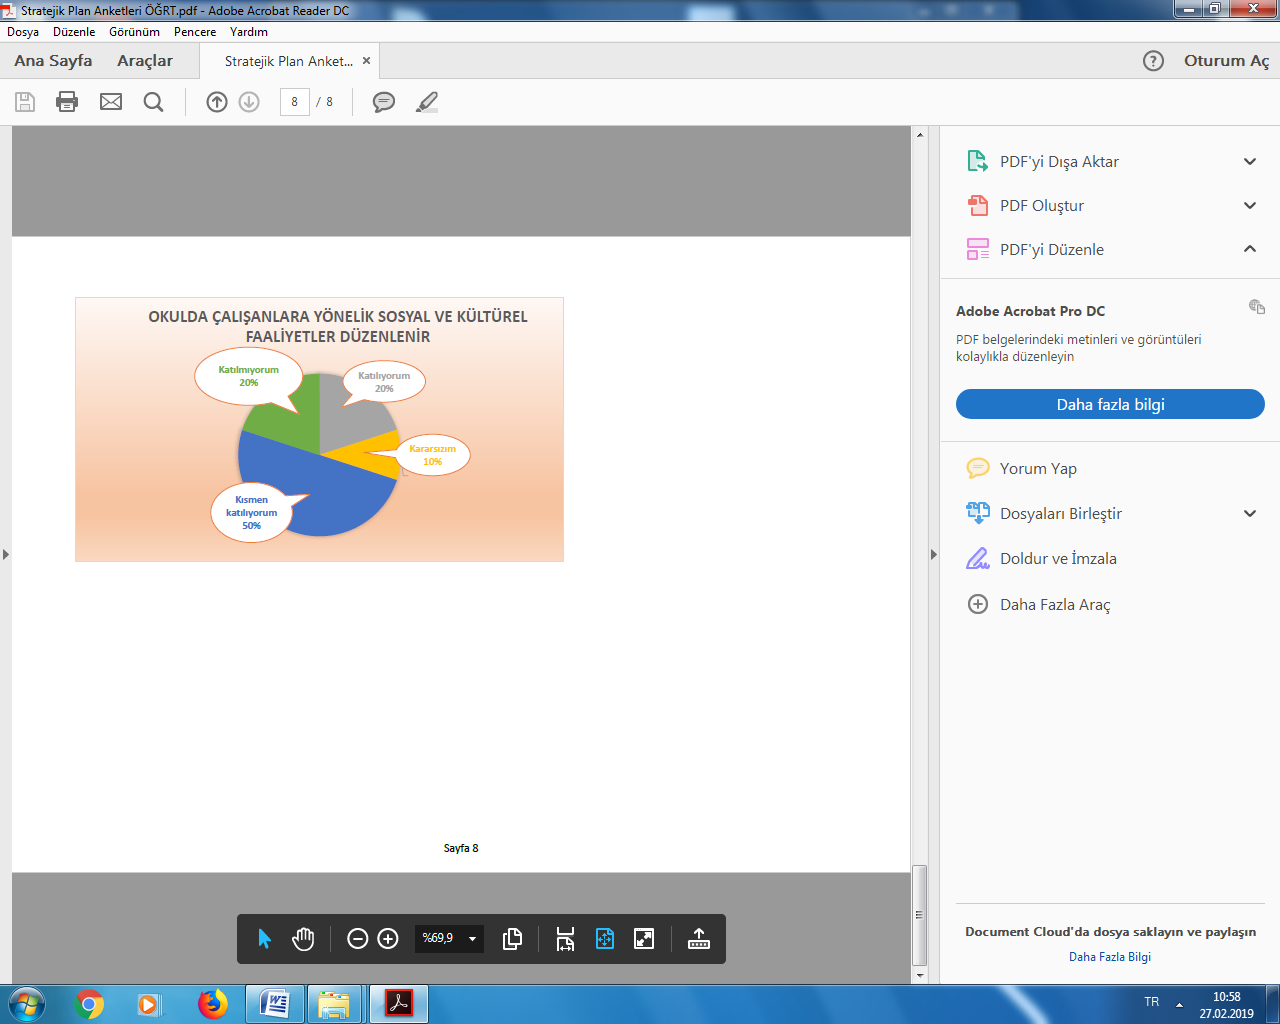 Stratejik Plan Anketleri ÖĞRT.pdf - Adobe Acrobat Reader DC
Dosya Düzenle Görünüm Pencere Yardım
Ana Sayfa Araçlar Stratejik Plan Anket... Oturum Aç
8 / 8
PDF'yi Dışa Aktar
PDF Oluştur
PDF'yi Düzenle
Adobe Acrobat Pro DC
PDF belgelerindeki metinleri ve görüntüleri
kolaylıkla düzenleyin
Daha fazla bilgi
Yorum Yap
Dosyaları Birleştir
Doldur ve İmzala
Daha Fazla Araç
Document Cloud'da dosya saklayın ve paylaşın
Daha Fazla Bilgi
OKULDA ÇALIŞANLARA YÖNELİK SOSYAL VE KÜLTÜREL
FAALİYETLER DÜZENLENİR
Katılmıyorum
20%
Katılıyorum
20%
Kararsızım
10%
Kısmen
katılıyorum
50%
Sayfa 8
%69,9
TR
10:58
27.02.2019